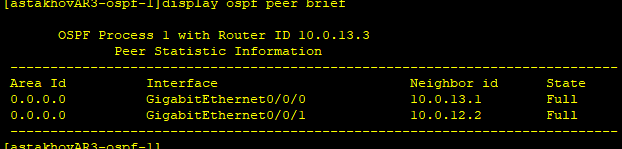 [astakhovAR3-ospf-1]display ospf peer brief
OSPF Process 1 with Router ID 10.0.13.3
Peer Statistic Information
----------------------------------------------------------------------------
Area Id Interface Neighbor id State
0.0.0.0 GigabitEthernet0/0/0 10.0.13.1 Full
0.0.0.0 GigabitEthernet0/0/1 10.0.12.2 Full
----------------------------------------------------------------------------
[astakhovAR3-ospf-1]